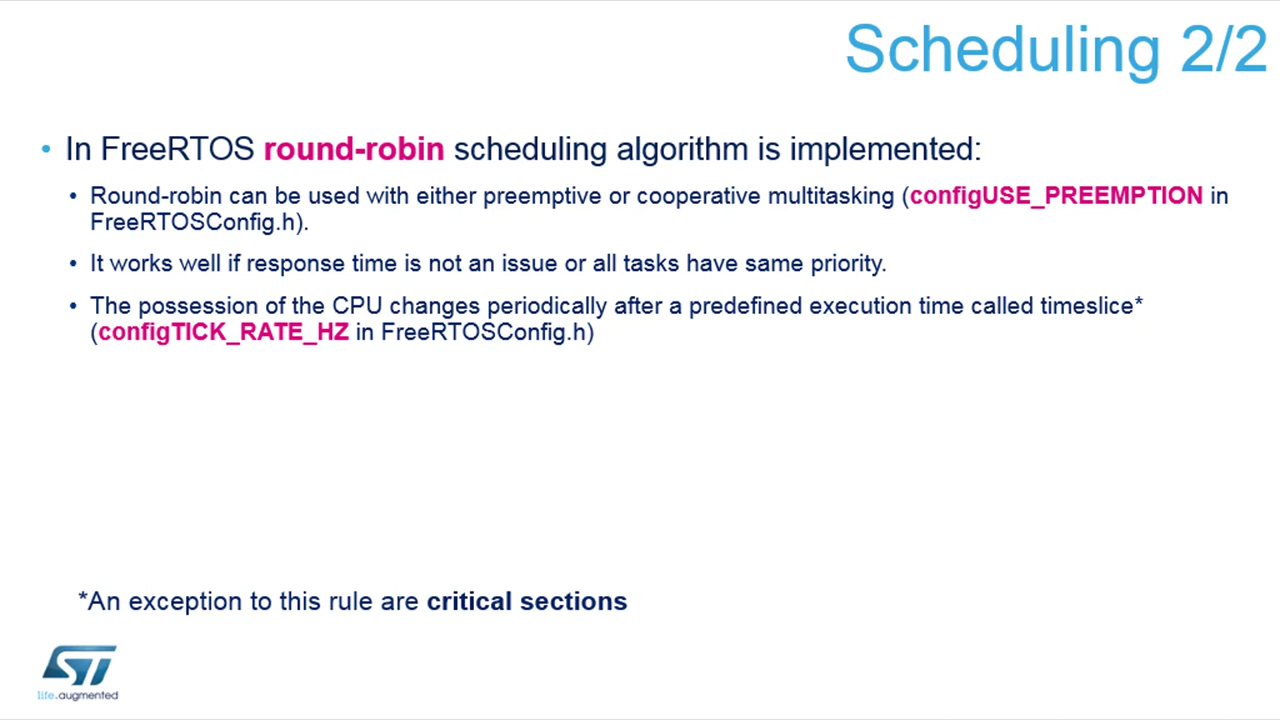 Scheduling 2/2
• In FreeRTOS round-robin scheduling algorithm is implemented:
• Round-robin can be used with either preemptive or cooperative multitasking (configUSE_PREEMPTION in
FreeRTOSConfig.h).
• It works well if response time is not an issue or all tasks have same priority.
• The possession of the CPU changes periodically after a predefined execution time called timeslice*
(configTICK_RATE_HZ in FreeRTOSConfig.h)
*An exception to this rule are critical sections
ST
life.augmented